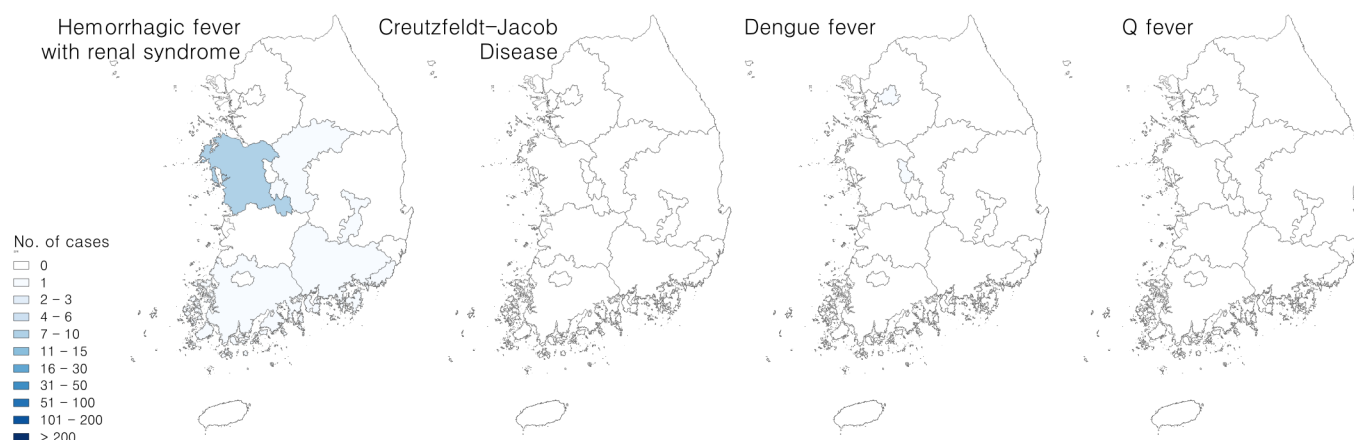 Hemorrhagic fever
with renal syndrome
Creutzfeldt-Jacob
Disease
Dengue fever
Q fever
No. of cases
0
1
2 - 3
4 - 6
7 - 10
11 - 15
16 - 30
31 - 50
51 - 100
101 - 200
> 200